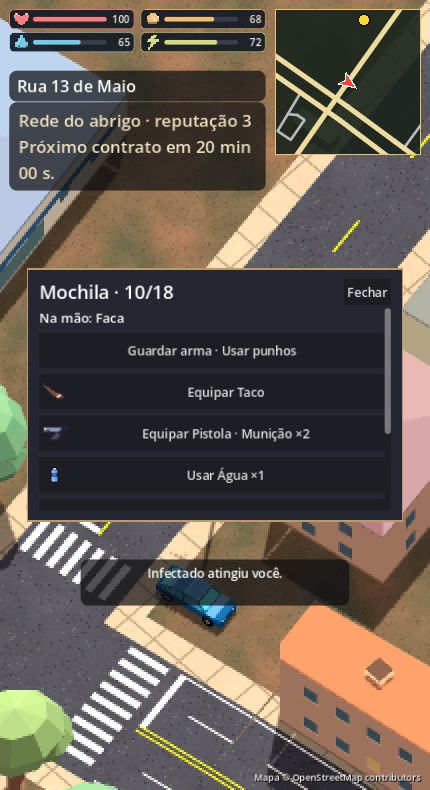 100
68
65
72
Rua 13 de Maio
Rede do abrigo · reputação 3
Próximo contrato em 20 min
00 s.
Mochila · 10/18
Fechar
Na mão: Faca
Guardar arma · Usar punhos
Equipar Taco
Equipar Pistola · Munição ×2
Usar Água ×1
Infectado atingiu você.
Mapa © OpenStreetMap contributors